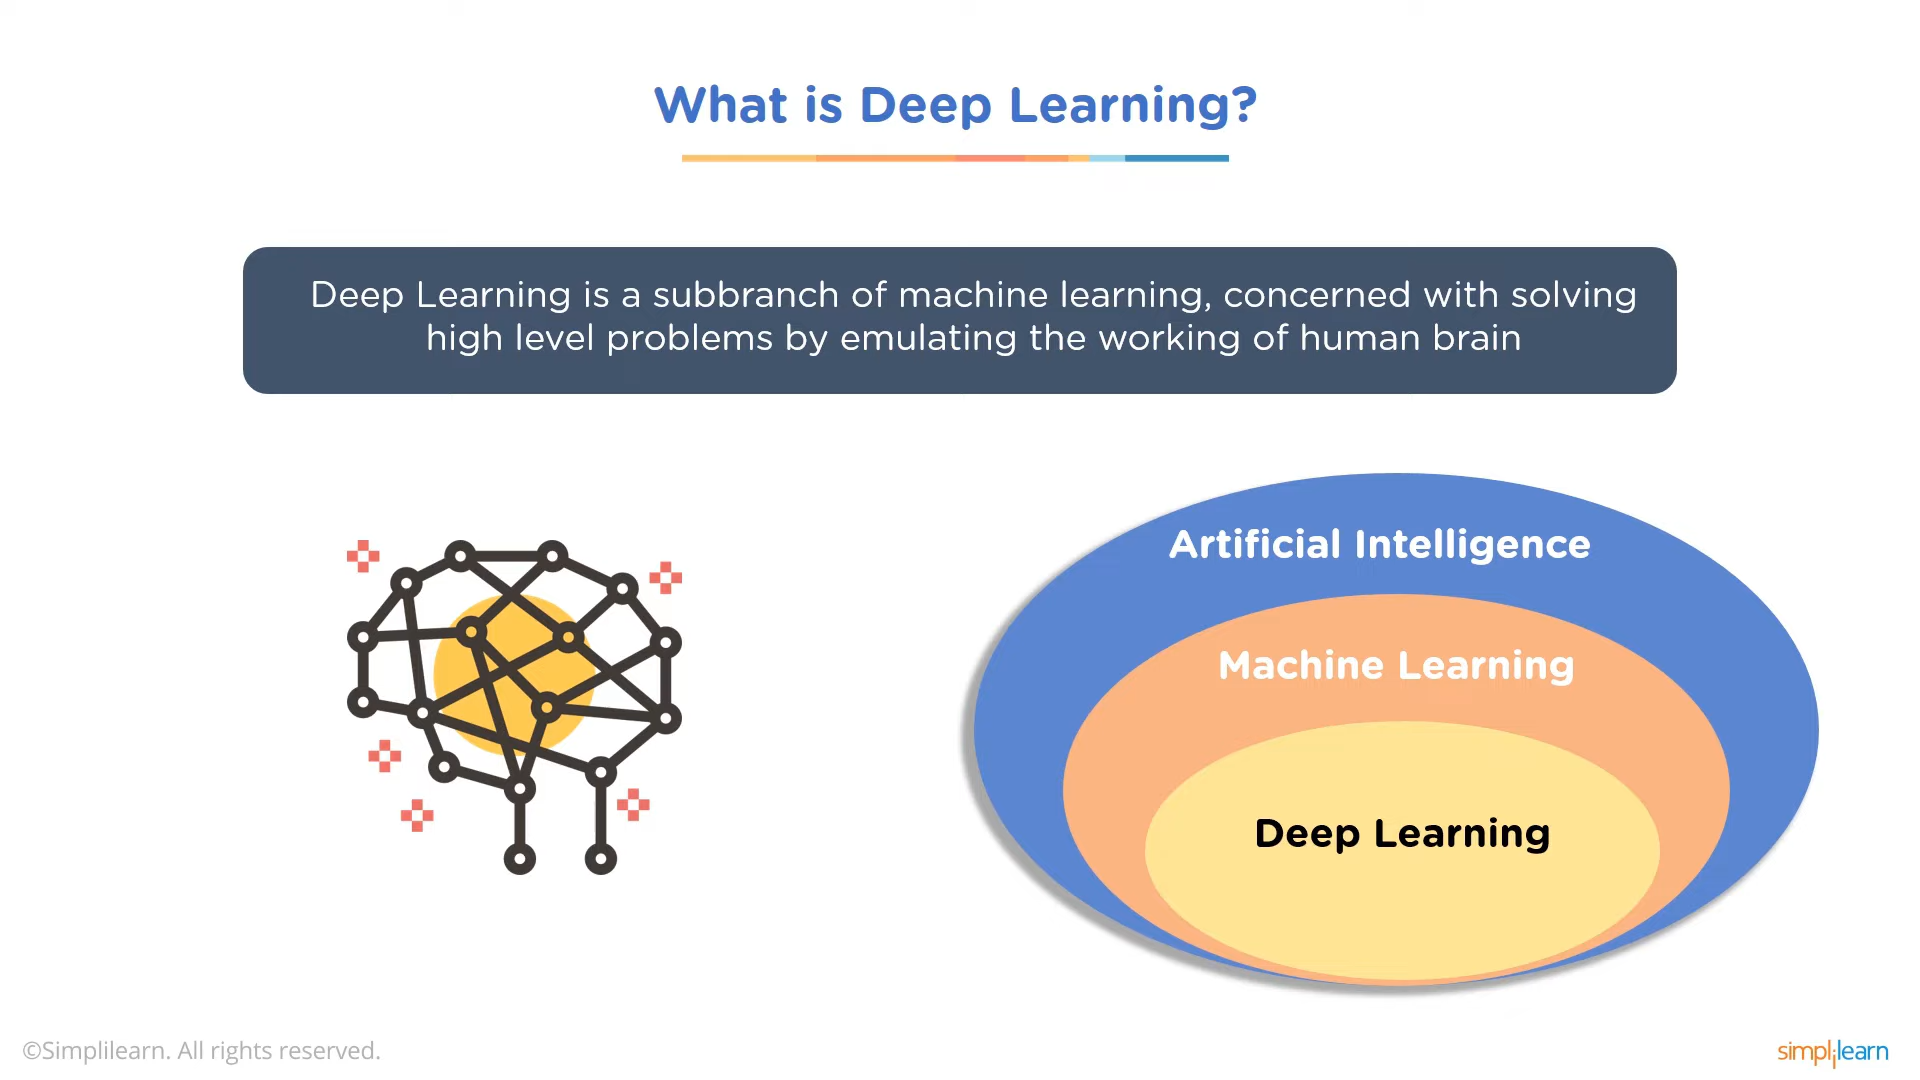 What is Deep Learning?
Deep Learning is a subbranch of machine learning, concerned with solving
high level problems by emulating the working of human brain
Artificial Intelligence
Machine Learning
Deep Learning
©Simplilearn. All rights reserved.
simplilearn